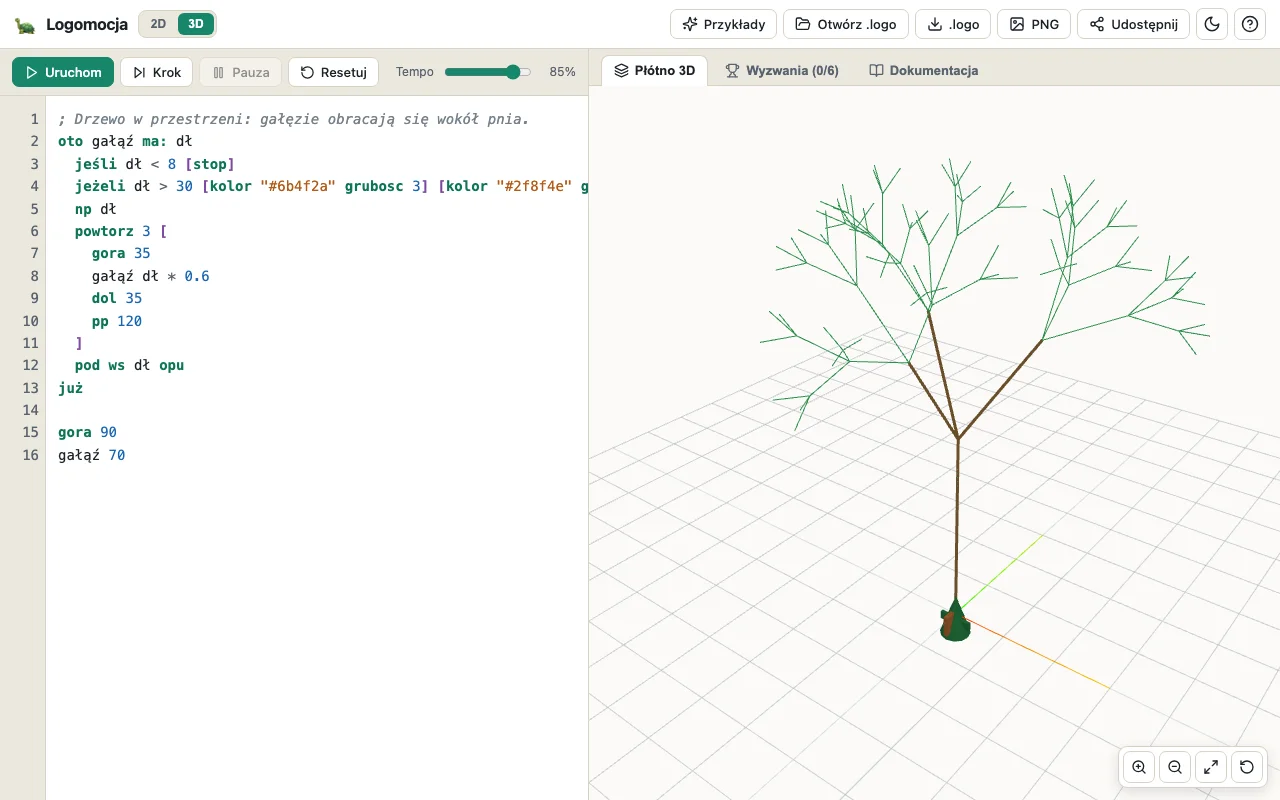 Logomocja
2D
3D
Przykłady
Otwórz .logo
.logo
PNG
Udostępnij
Uruchom
Krok
Pauza
Resetuj
Tempo
85%
Płótno 3D
Wyzwania (0/6)
Dokumentacja
1 ; Drzewo w przestrzeni: gałęzie obracają się wokół pnia.
2 oto gałąź ma: dł
3 jeśli dł < 8 [stop]
4 jeżeli dł > 30 [kolor "#6b4f2a" grubosc 3] [kolor "#2f8f4e" g
5 np dł
6 powtorz 3 [
7 gora 35
8 gałąź dł * 0.6
9 dol 35
10 pp 120
11 ]
12 pod ws dł opu
13 już
14
15 gora 90
16 gałąź 70